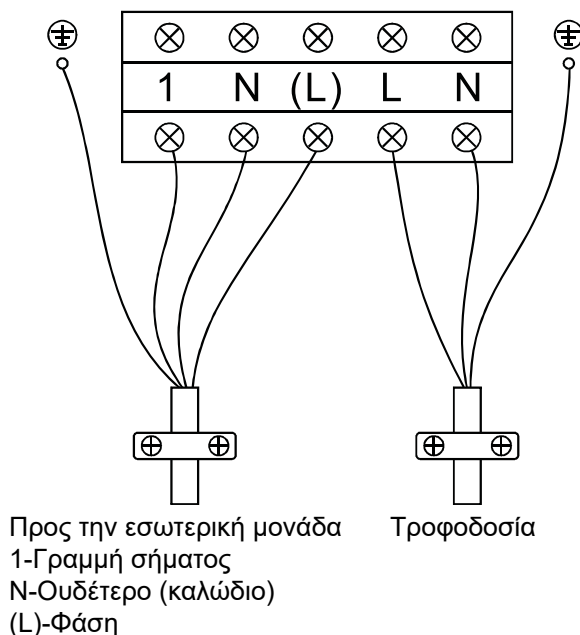 1 N (L) L N
Προς την εσωτερική μονάδα
Τροφοδοσία
1-Γραμμή σήματος
N-Ουδέτερο (καλώδιο)
(L)-Φάση